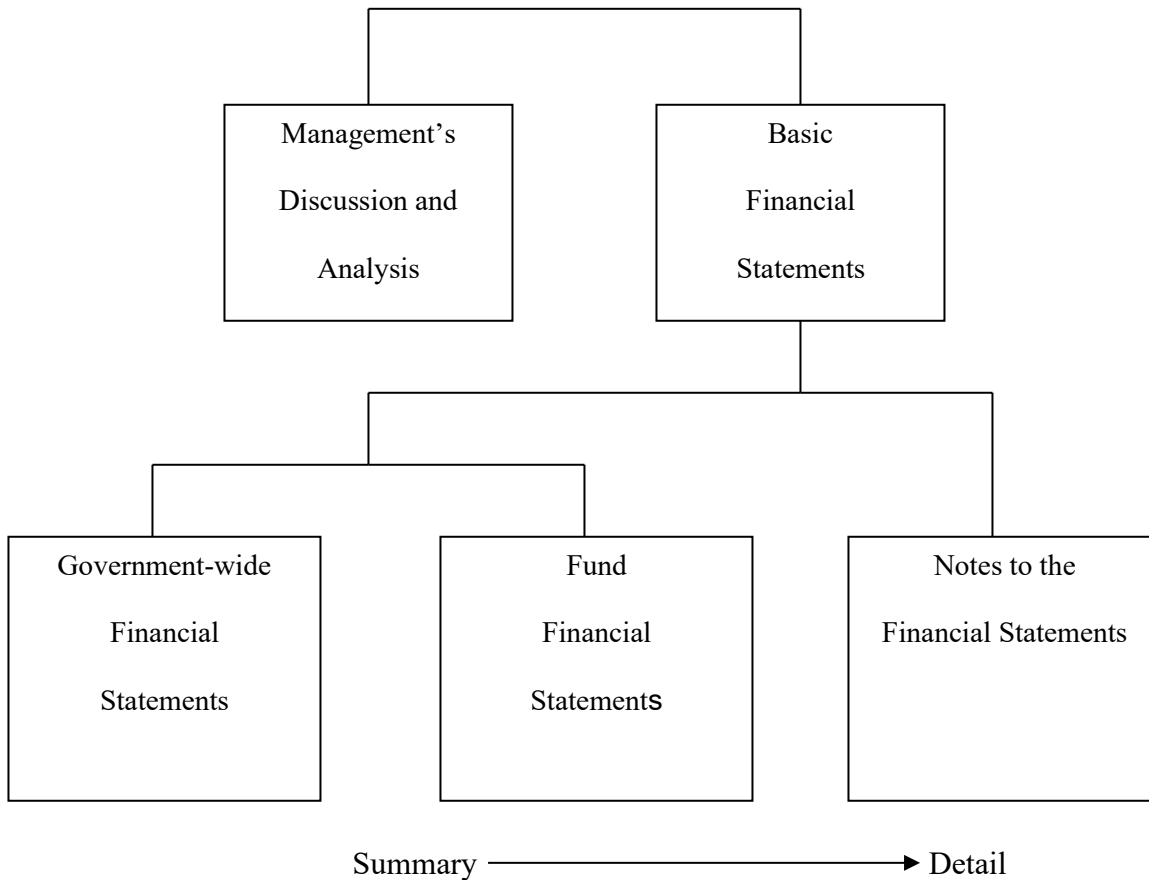 Management’s
Discussion and
Analysis
Basic
Financial
Statements
Government-wide
Financial
Statements
Fund
Financial
Statements
Notes to the
Financial Statements
Summary
Detail